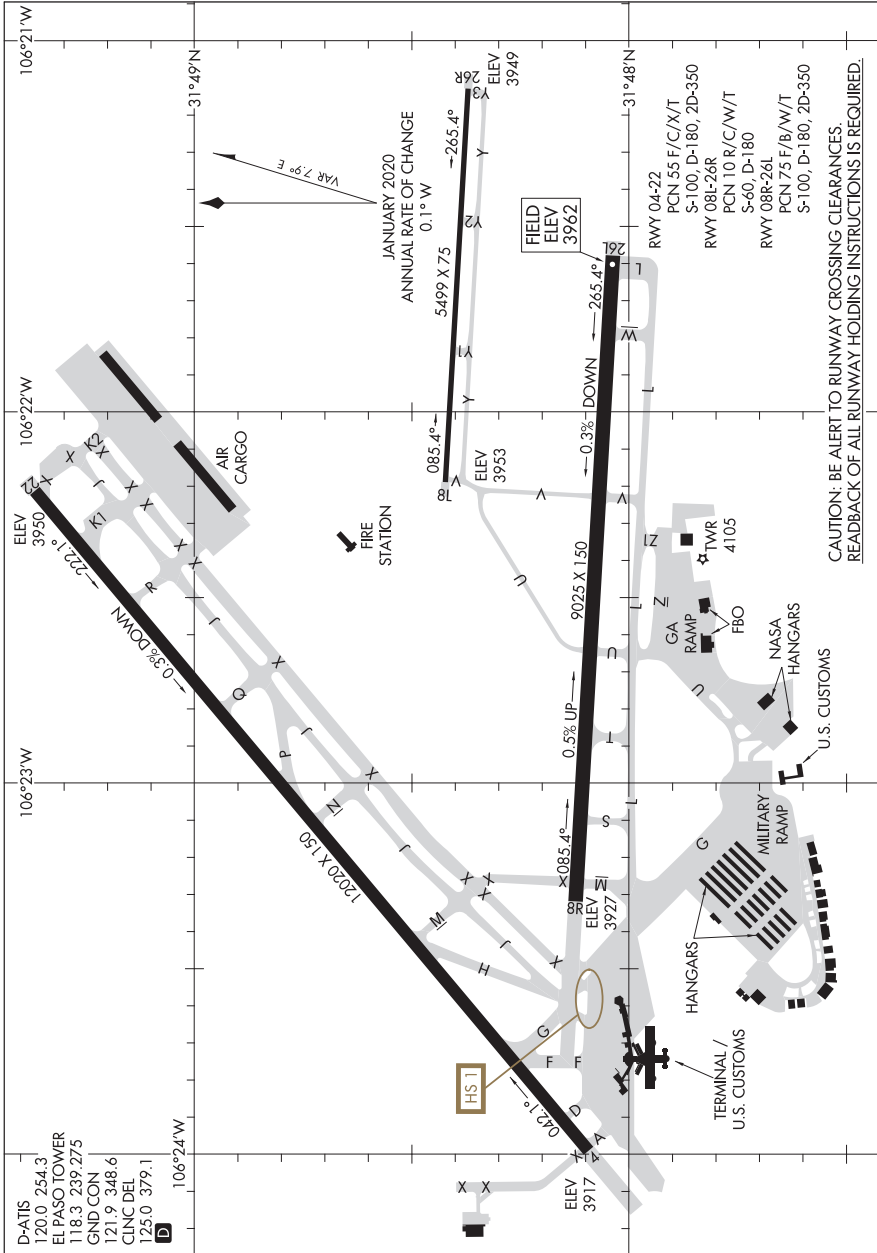 D-ATIS
120.0 254.3
EL PASO TOWER
118.3 239.275
GND CON
121.9 348.6
CLNC DEL
125.0 379.1
D
106°24'W
106°23'W
106°22'W
106°21'W
31°49'N
31°48'N
JANUARY 2020
ANNUAL RATE OF CHANGE
0.1° W
VAR 7.9° E
ELEV
3950
22
222.1°
0.3% DOWN
12020 X 150
042.1°
4
ELEV
3917
K2
K1
X
J
X
X
X
X
X
R
J
X
Q
P
J
X
N
J
X
X
X
M
J
H
X
X
G
F
F
D
A
X
X
X
X
AIR
CARGO
FIRE
STATION
HS 1
8L
085.4°
ELEV
3953
5499 X 75
265.4°
26R
ELEV
3949
Y
Y1
Y2
Y
Y3
V
V
V
U
U
U
8R
ELEV
3927
085.4°
0.5% UP
9025 X 150
0.3%
DOWN
265.4°
26L
FIELD
ELEV
3962
M
S
T
L
L
L
L
W
Z1
Z
G
TWR
4105
GA
RAMP
FBO
NASA
HANGARS
U.S. CUSTOMS
MILITARY
RAMP
HANGARS
TERMINAL /
U.S. CUSTOMS
RWY 04-22
PCN 55 F/C/X/T
S-100, D-180, 2D-350
RWY 08L-26R
PCN 10 R/C/W/T
S-60, D-180
RWY 08R-26L
PCN 75 F/B/W/T
S-100, D-180, 2D-350
CAUTION: BE ALERT TO RUNWAY CROSSING CLEARANCES.
READBACK OF ALL RUNWAY HOLDING INSTRUCTIONS IS REQUIRED.